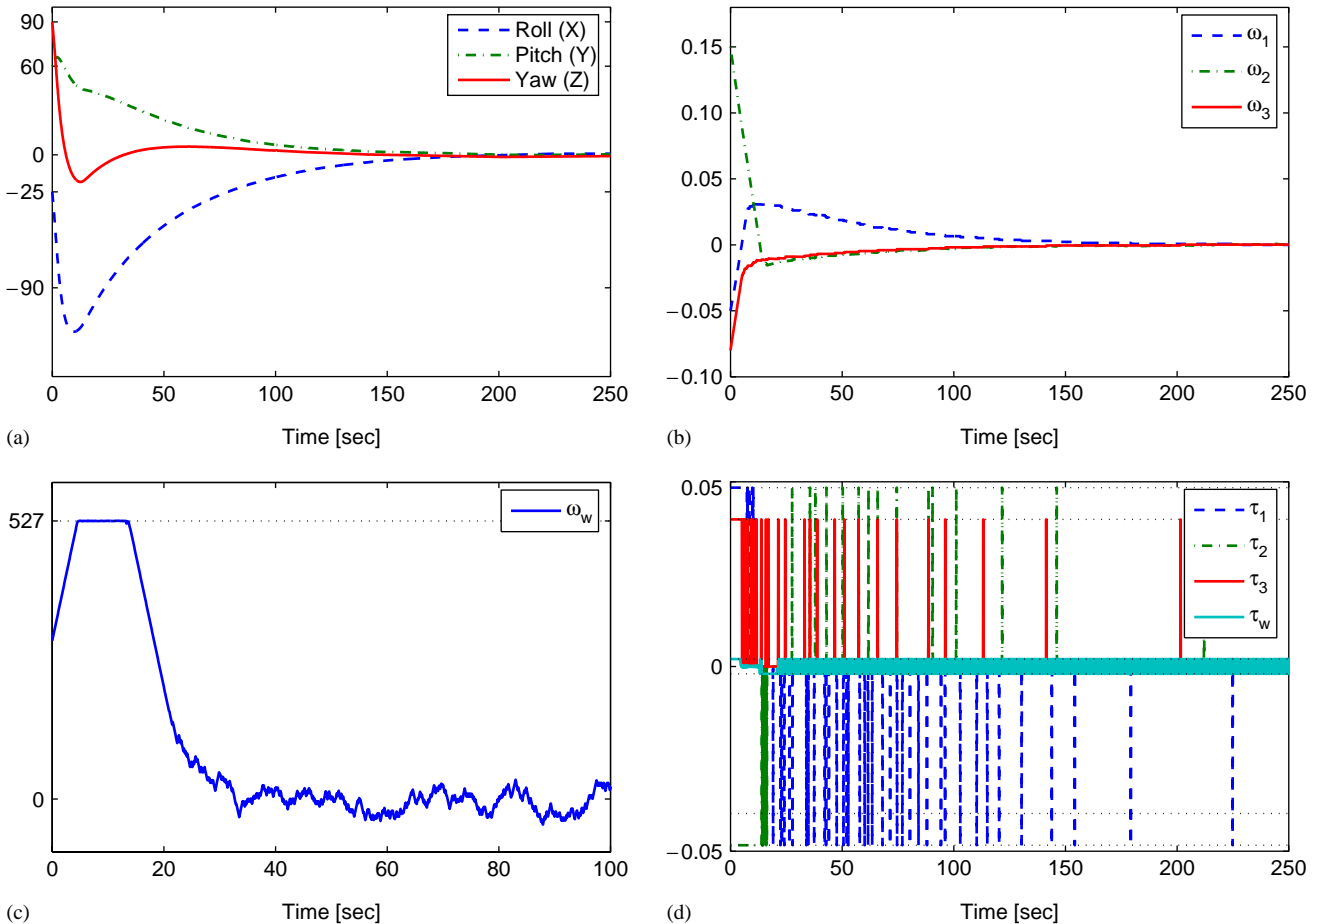 90
60
0
−25
−90
0
50
100
150
200
250
Roll (X)
Pitch (Y)
Yaw (Z)
(a)
Time [sec]
0.15
0.10
0.05
0
−0.05
−0.10
0
50
100
150
200
250
ω1
ω2
ω3
(b)
Time [sec]
527
0
0
20
40
60
80
100
ωw
(c)
Time [sec]
0.05
0
−0.05
0
50
100
150
200
250
τ1
τ2
τ3
τw
(d)
Time [sec]